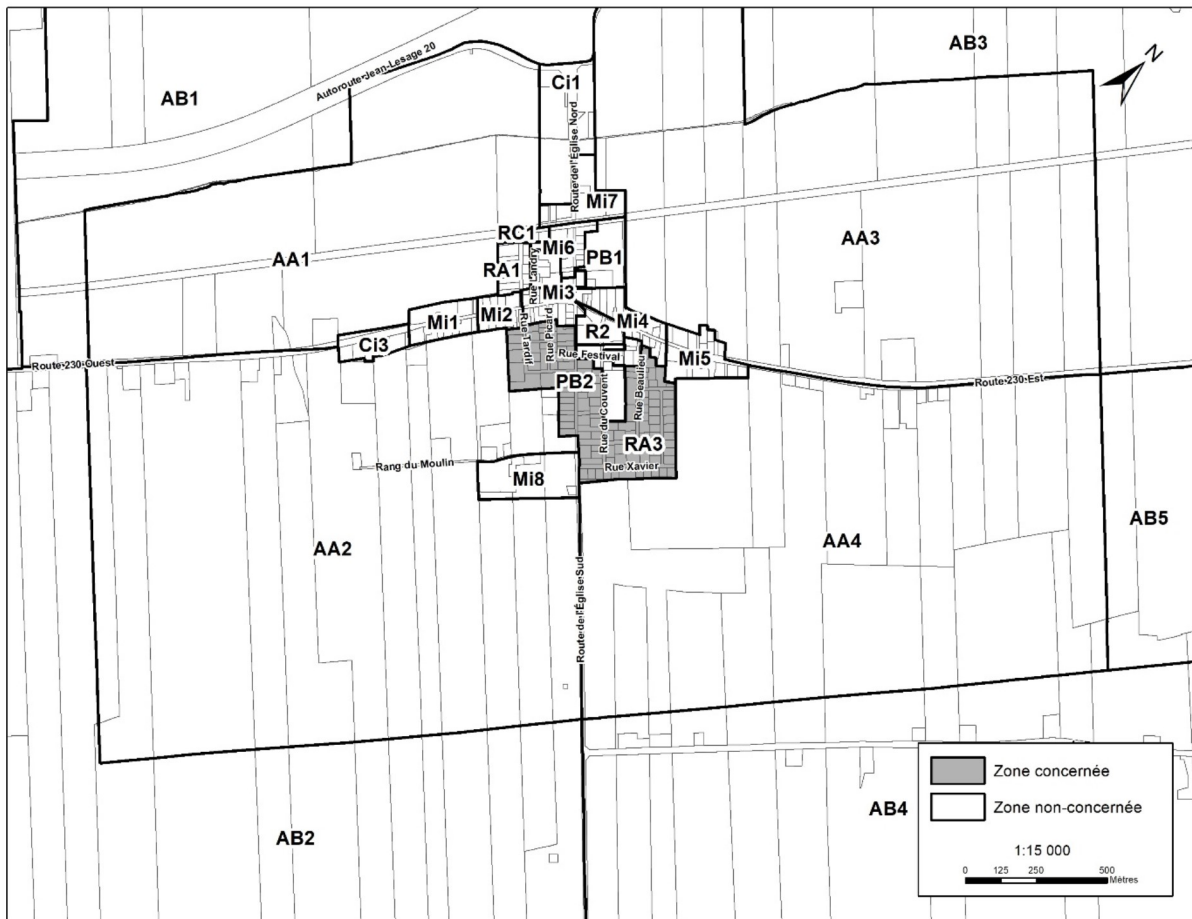 AB3
N
Autoroute Jean-Lesage 20
AB1
Ci1
Route de l'Église Nord
Mi7
RC1
Mi6
AA3
AA1
PB1
RA1
Rue Landry
Mi3
Mi2
Mi1
Mi4
Rue Tardif
Rue Picard
R2
Ci3
Mi5
Rue Festival
Route 230 Ouest
PB2
Rue Beaulieu
Route 230 Est
Rue du Couvent
RA3
Rang du Moulin
Rue Xavier
Mi8
AB5
AA2
AA4
Route de l'Église Sud
Zone concernée
Zone non-concernée
AB4
AB2
1:15 000
0 125 250 500
Mètres